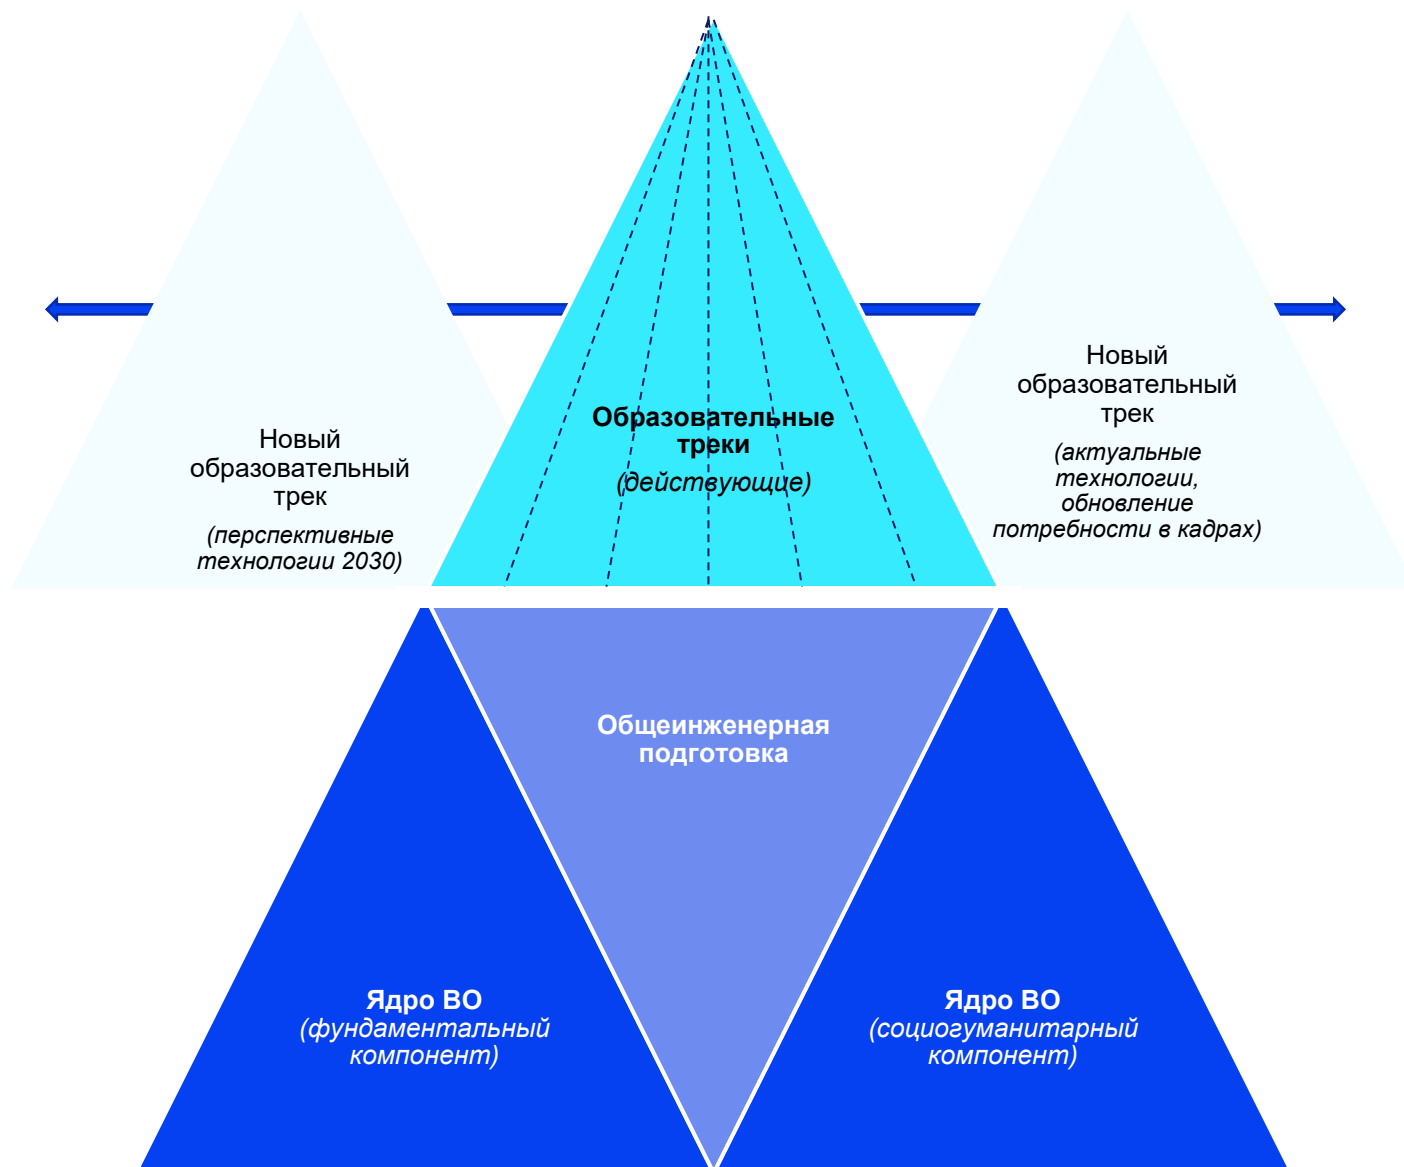 Новый
образовательный
трек
(перспективные
технологии 2030)
Образовательные
треки
(действующие)
Новый
образовательный
трек
(актуальные
технологии,
обновление
потребности в кадрах)
Общеинженерная
подготовка
Ядро ВО
(фундаментальный
компонент)
Ядро ВО
(социогуманитарный
компонент)